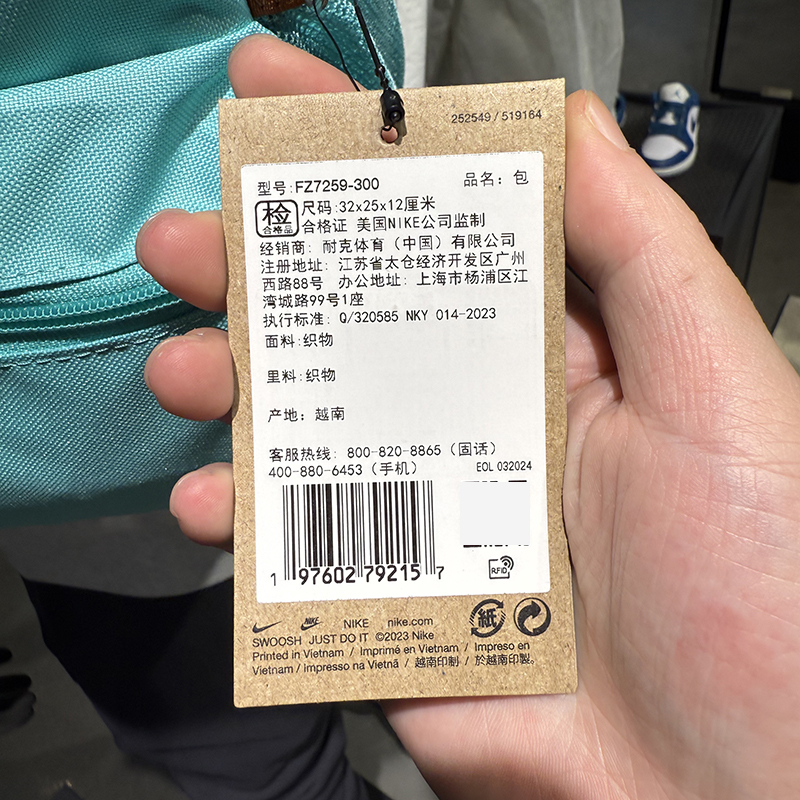 252549 / 519164
型号:FZ7259-300 品名：包
检 合格品
尺码:32x25x12厘米
合格证 美国NIKE公司监制
经销商：耐克体育（中国）有限公司
注册地址：江苏省太仓经济开发区广州
西路88号 办公地址：上海市杨浦区江
湾城路99号1座
执行标准：Q/320585 NKY 014-2023
面料:织物
里料:织物
产地：越南
客服热线：800-820-8865（固话）
400-880-6453（手机） EOL 032024
1 97602 79215 7
RFID
NIKE NIKE nike.com
紙
SWOOSH JUST DO IT ©2023 Nike
Printed in Vietnam / Imprimé en Vietnam / Impreso en
Vietnam / impresso na Vietnã / 越南印制 / 於越南印製。